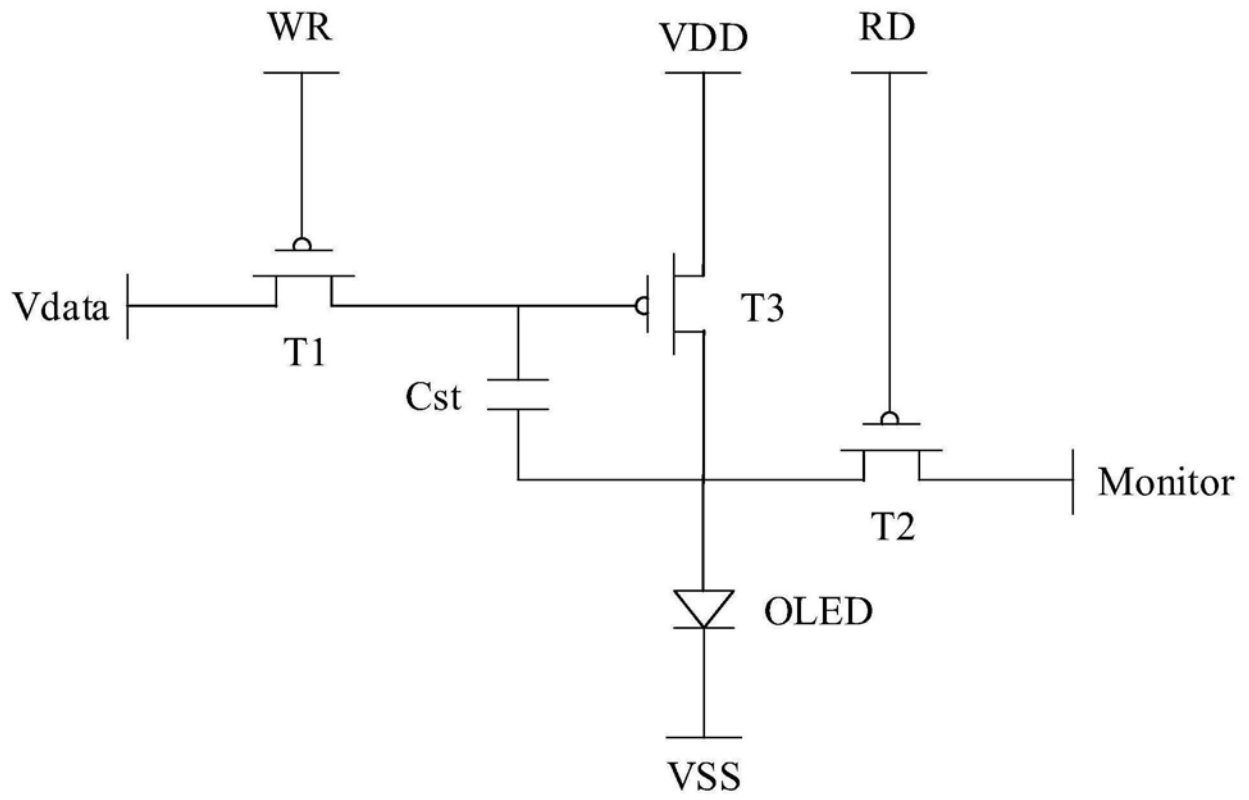 WR
VDD
RD
Vdata
T1
T3
Cst
T2
Monitor
OLED
VSS